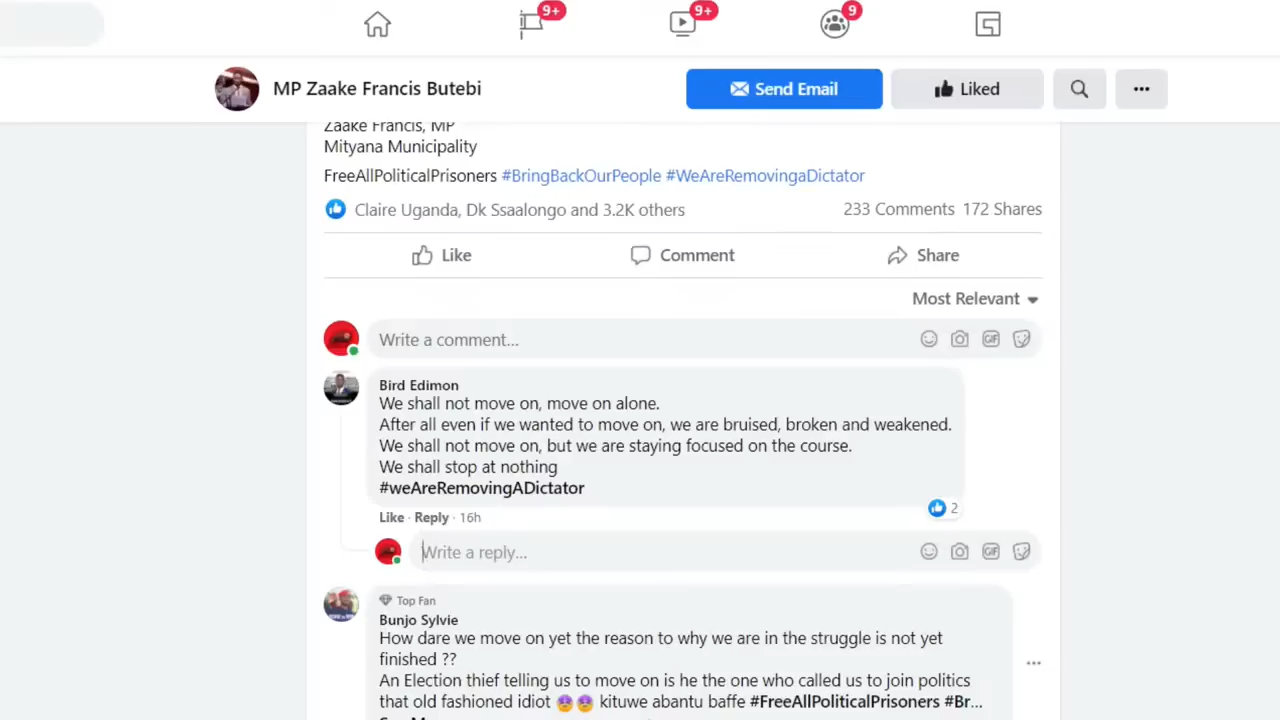 9+
9+
9
MP Zaake Francis Butebi
Send Email
Liked
Zaake Francis, MP
Mityana Municipality
FreeAllPoliticalPrisoners #BringBackOurPeople #WeAreRemovingaDictator
Claire Uganda, Dk Ssaalongo and 3.2K others
233 Comments 172 Shares
Like
Comment
Share
Most Relevant
Write a comment...
GIF
Bird Edimon
We shall not move on, move on alone.
After all even if we wanted to move on, we are bruised, broken and weakened.
We shall not move on, but we are staying focused on the course.
We shall stop at nothing
#weAreRemovingADictator
2
Like · Reply · 16h
Write a reply...
GIF
Top Fan
Bunjo Sylvie
How dare we move on yet the reason to why we are in the struggle is not yet
finished ??
An Election thief telling us to move on is he the one who called us to join politics
that old fashioned idiot 😨😨 kituwe abantu baffe #FreeAllPoliticalPrisoners #Br...